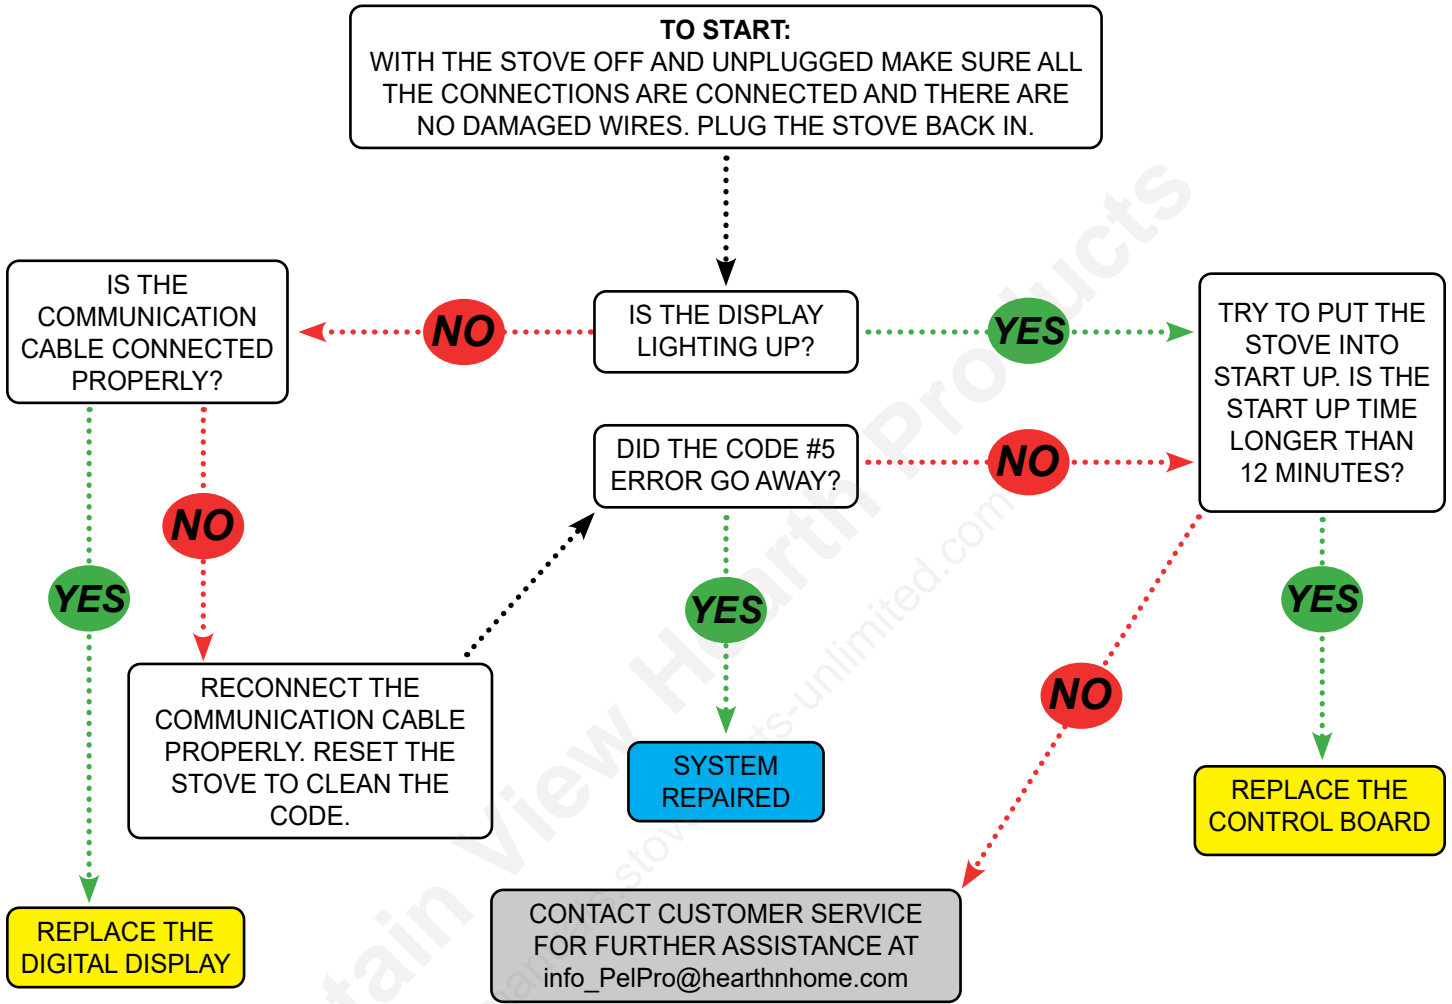 TO START:
WITH THE STOVE OFF AND UNPLUGGED MAKE SURE ALL
THE CONNECTIONS ARE CONNECTED AND THERE ARE
NO DAMAGED WIRES. PLUG THE STOVE BACK IN.
IS THE
COMMUNICATION
CABLE CONNECTED
PROPERLY?
NO
IS THE DISPLAY
LIGHTING UP?
YES
TRY TO PUT THE
STOVE INTO
START UP. IS THE
START UP TIME
LONGER THAN
12 MINUTES?
DID THE CODE #5
ERROR GO AWAY?
NO
NO
YES
YES
YES
NO
RECONNECT THE
COMMUNICATION CABLE
PROPERLY. RESET THE
STOVE TO CLEAN THE
CODE.
SYSTEM
REPAIRED
REPLACE THE
CONTROL BOARD
REPLACE THE
DIGITAL DISPLAY
CONTACT CUSTOMER SERVICE
FOR FURTHER ASSISTANCE AT
info_PelPro@hearthnhome.com
tain View Hearth Products